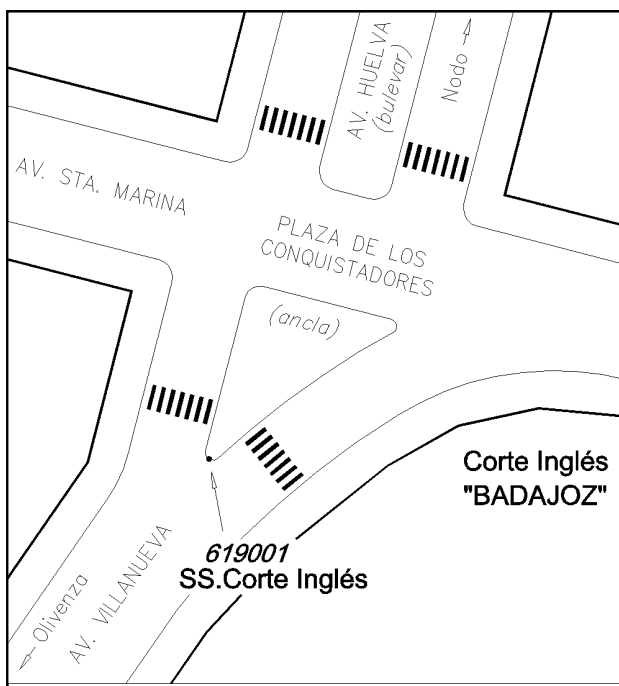 AV. HUELVA
(bulevar)
Nodo
AV. STA. MARINA
PLAZA DE LOS
CONQUISTADORES
(ancla)
Corte Inglés
"BADAJOZ"
619001
SS.Corte Inglés
AV. VILLANUEVA
Olivenza